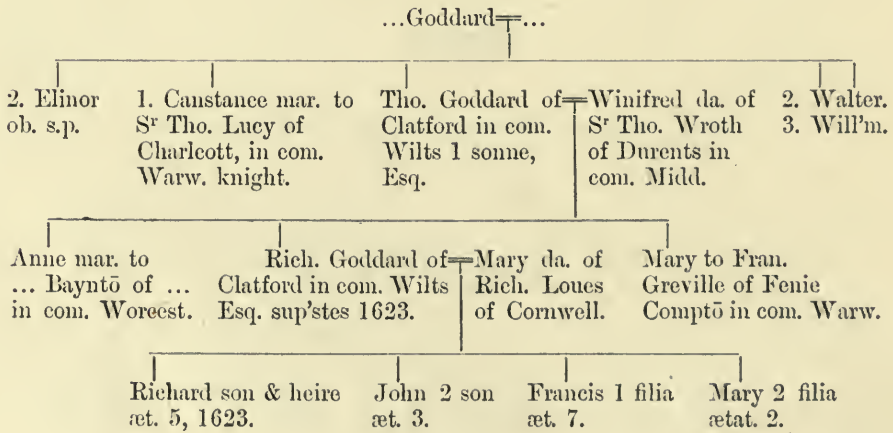 ...Goddard=...
2. Elinor
ob. s.p.
1. Canstance mar. to
Sʳ Tho. Lucy of
Charlcott, in com.
Warw. knight.
Tho. Goddard of=Winifred da. of
Clatford in com.
Wilts 1 sonne,
Esq.
Sʳ Tho. Wroth
of Durents in
com. Midd.
2. Walter.
3. Will'm.
Anne mar. to
... Bayntō of ...
in com. Worcest.
Rich. Goddard of=Mary da. of
Clatford in com. Wilts
Esq. sup'stes 1623.
Rich. Loues
of Cornwell.
Mary to Fran.
Greville of Fenie
Comptō in com. Warw.
Richard son & heire
æt. 5, 1623.
John 2 son
æt. 3.
Francis 1 filia
æt. 7.
Mary 2 filia
ætat. 2.